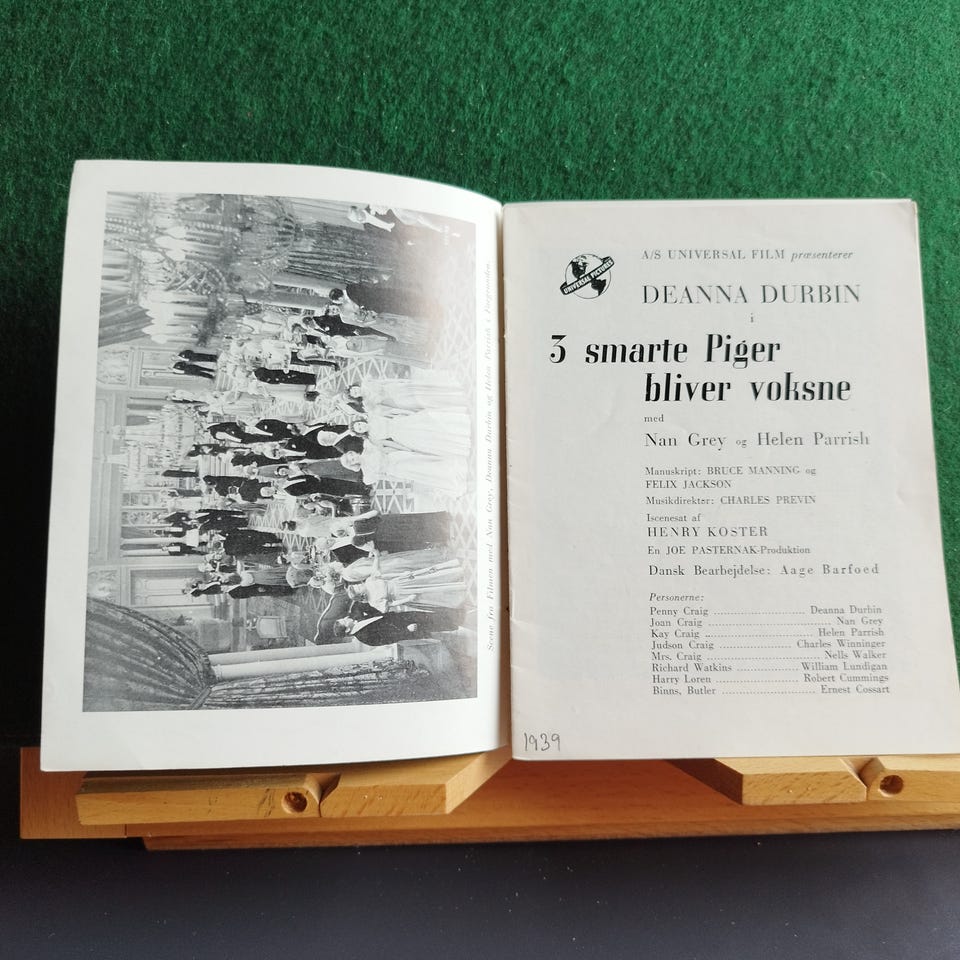 Scene fra Filmen med Nan Grey, Deanna Durbin og Helen Parrish i Forgrunden.
UNIVERSAL PICTURES
A/S UNIVERSAL FILM præsenterer
DEANNA DURBIN
i
3 smarte Piger
bliver voksne
med
Nan Grey og Helen Parrish
Manuskript: BRUCE MANNING og
FELIX JACKSON
Musikdirektør: CHARLES PREVIN
Iscenesat af
HENRY KOSTER
En JOE PASTERNAK-Produktion
Dansk Bearbejdelse: Aage Barfoed
Personerne:
Penny Craig .......................... Deanna Durbin
Joan Craig .......................... Nan Grey
Kay Craig .......................... Helen Parrish
Judson Craig .......................... Charles Winninger
Mrs. Craig .......................... Nells Walker
Richard Watkins .......................... William Lundigan
Harry Loren .......................... Robert Cummings
Binns, Butler .......................... Ernest Cossart
1939